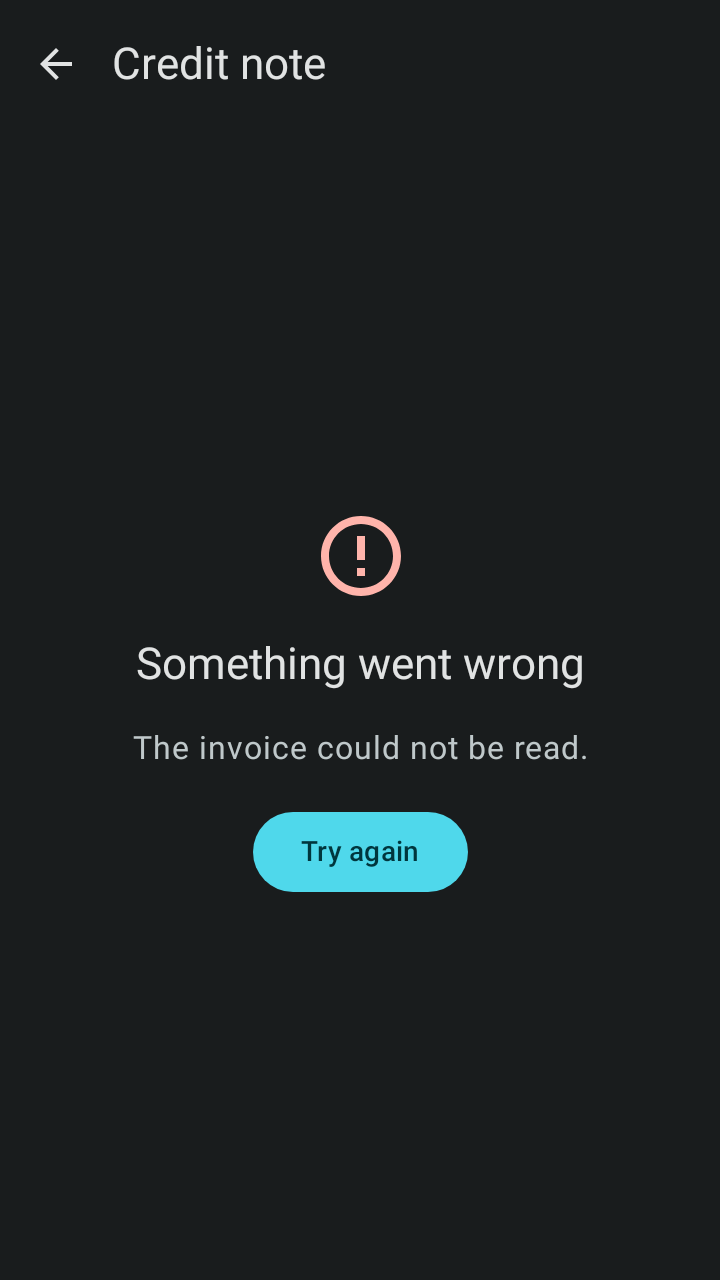 Credit note
Something went wrong
The invoice could not be read.
Try again